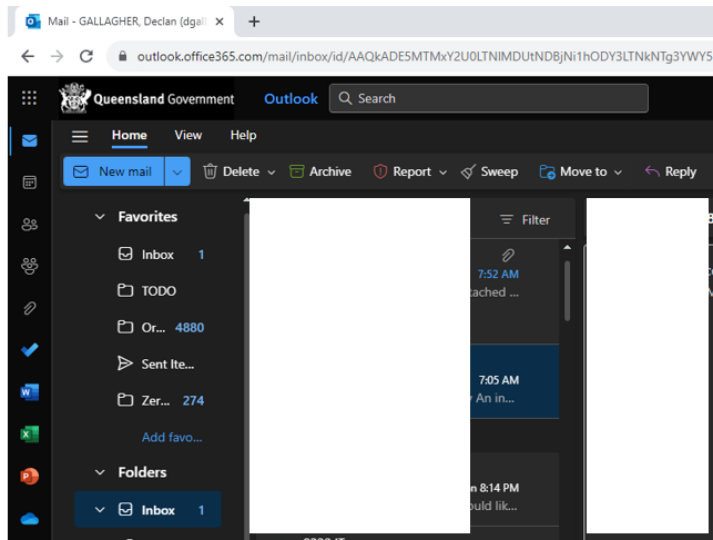 Mail - GALLAGHER, Declan (dgall
outlook.office365.com/mail/inbox/id/AAQkADE5MTMxY2U0LTNlMDUtNDBjNi1hODY3LTNkNTg3YWY5
Queensland Government Outlook Search
Home View Help
New mail Delete Archive Report Sweep Move to Reply
Favorites
Filter
Inbox 1
7:52 AM
TODO
tached ...
Or... 4880
Sent Ite...
7:05 AM
Zer... 274
An in...
Add favo...
Folders
8:14 PM
Inbox 1
ould lik...